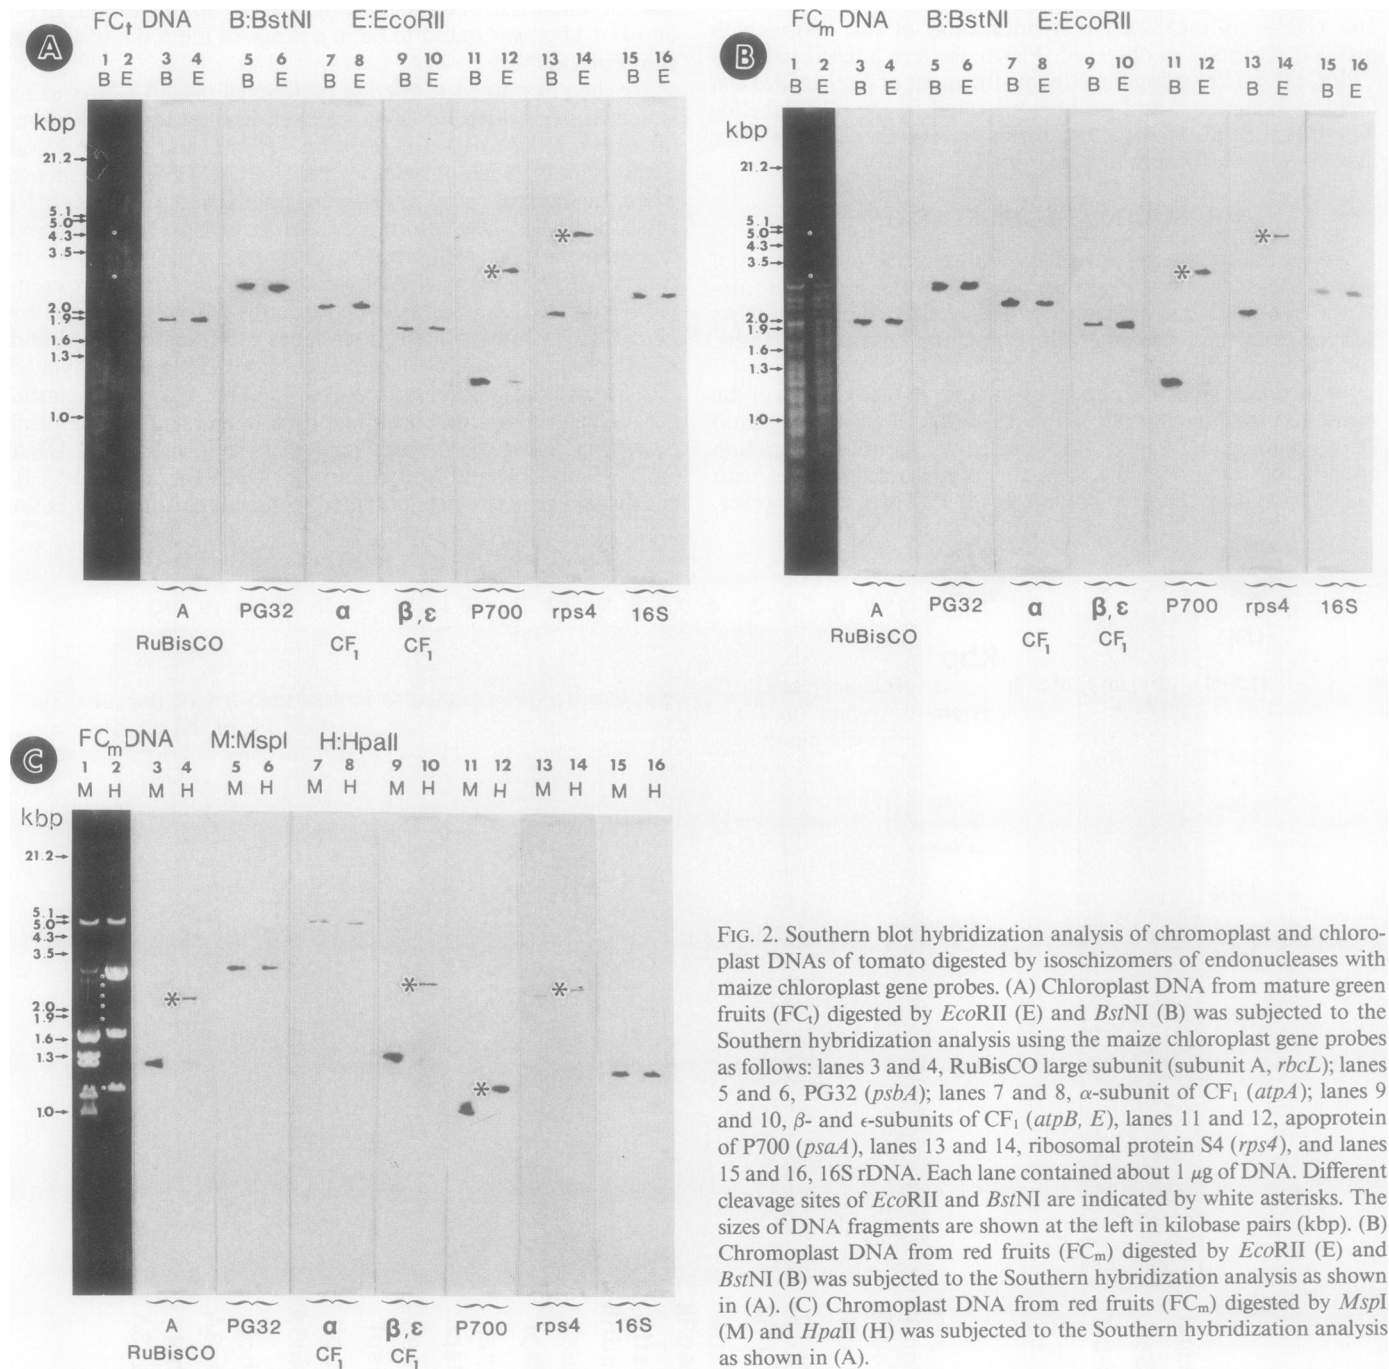 A FC_t DNA B:BstNI E:EcoRII
1 2 3 4 5 6 7 8 9 10 11 12 13 14 15 16
B E B E B E B E B E B E B E B E
kbp
21.2
5.1
5.0
4.3
3.5
2.0
1.9
1.6
1.3
1.0
* *
A PG32 α β,ε P700 rps4 16S
RuBisCO CF₁ CF₁
B FC_m DNA B:BstNI E:EcoRII
1 2 3 4 5 6 7 8 9 10 11 12 13 14 15 16
B E B E B E B E B E B E B E B E
kbp
21.2
5.1
5.0
4.3
3.5
2.0
1.9
1.6
1.3
1.0
* *
A PG32 α β,ε P700 rps4 16S
RuBisCO CF₁ CF₁
C FC_m DNA M:MspI H:HpaII
1 2 3 4 5 6 7 8 9 10 11 12 13 14 15 16
M H M H M H M H M H M H M H M H
kbp
21.2
5.1
5.0
4.3
3.5
2.0
1.9
1.6
1.3
1.0
* * * *
A PG32 α β,ε P700 rps4 16S
RuBisCO CF₁ CF₁
FIG. 2. Southern blot hybridization analysis of chromoplast and chloro-
plast DNAs of tomato digested by isoschizomers of endonucleases with
maize chloroplast gene probes. (A) Chloroplast DNA from mature green
fruits (FC_t) digested by EcoRII (E) and BstNI (B) was subjected to the
Southern hybridization analysis using the maize chloroplast gene probes
as follows: lanes 3 and 4, RuBisCO large subunit (subunit A, rbcL); lanes
5 and 6, PG32 (psbA); lanes 7 and 8, α-subunit of CF₁ (atpA); lanes 9
and 10, β- and ϵ-subunits of CF₁ (atpB, E), lanes 11 and 12, apoprotein
of P700 (psaA), lanes 13 and 14, ribosomal protein S4 (rps4), and lanes
15 and 16, 16S rDNA. Each lane contained about 1 μg of DNA. Different
cleavage sites of EcoRII and BstNI are indicated by white asterisks. The
sizes of DNA fragments are shown at the left in kilobase pairs (kbp). (B)
Chromoplast DNA from red fruits (FC_m) digested by EcoRII (E) and
BstNI (B) was subjected to the Southern hybridization analysis as shown
in (A). (C) Chromoplast DNA from red fruits (FC_m) digested by MspI
(M) and HpaII (H) was subjected to the Southern hybridization analysis
as shown in (A).